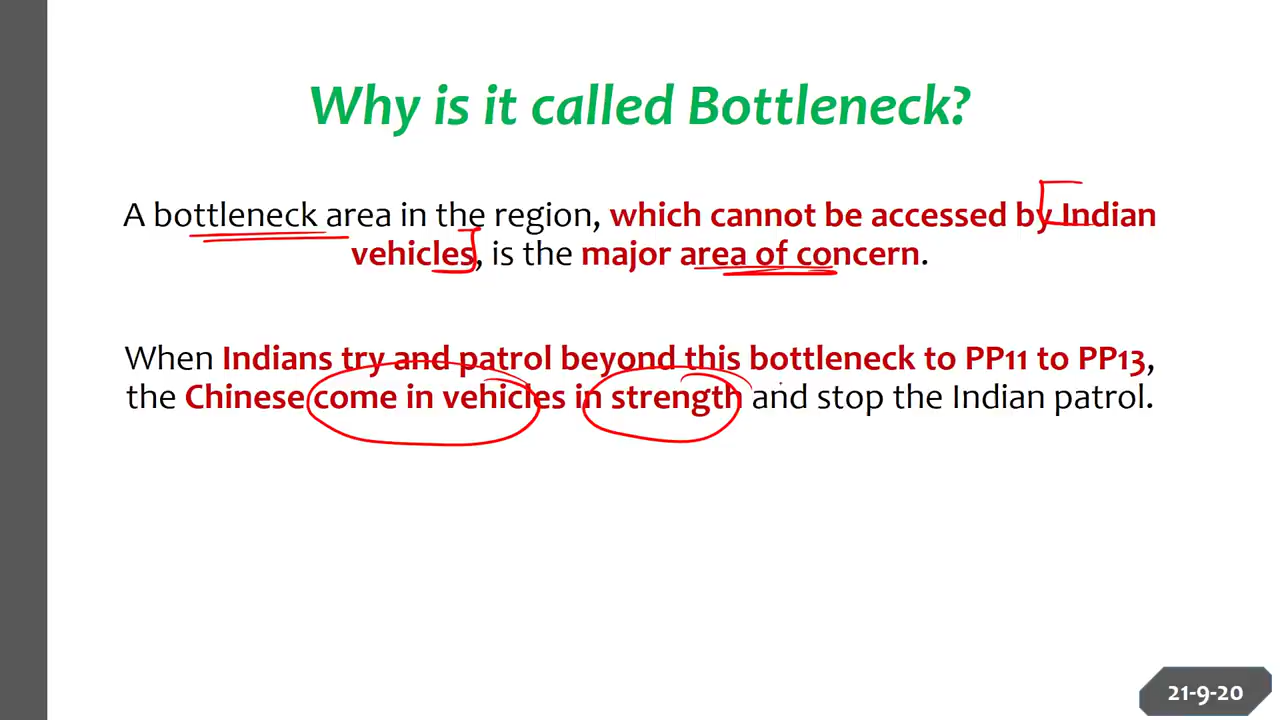 Why is it called Bottleneck?
A bottleneck area in the region, which cannot be accessed by Indian
vehicles, is the major area of concern.
When Indians try and patrol beyond this bottleneck to PP11 to PP13,
the Chinese come in vehicles in strength and stop the Indian patrol.
21-9-20